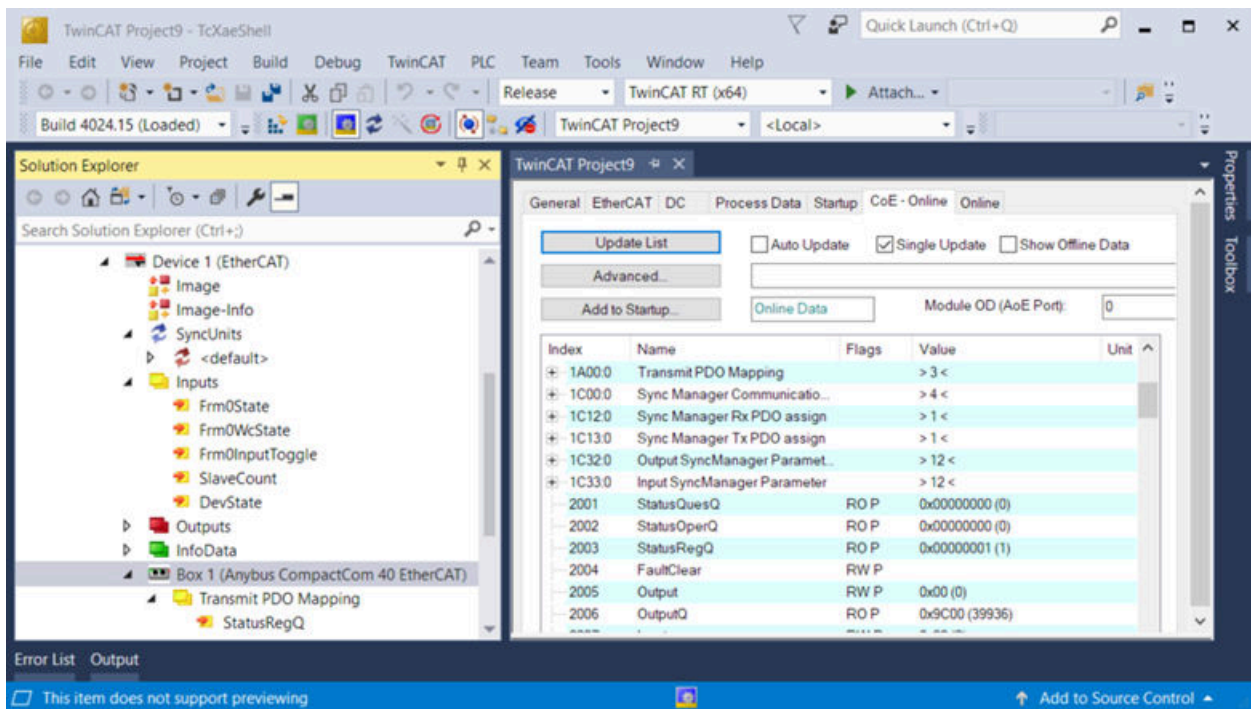 TwinCAT Project9 - TcXaeShell
Quick Launch (Ctrl+Q)
File Edit View Project Build Debug TwinCAT PLC Team Tools Window Help
Release TwinCAT RT (x64) Attach...
Build 4024.15 (Loaded) TwinCAT Project9 <Local>
Solution Explorer
Search Solution Explorer (Ctrl+;)
Device 1 (EtherCAT)
Image
Image-Info
SyncUnits
<default>
Inputs
Frm0State
Frm0WcState
Frm0InputToggle
SlaveCount
DevState
Outputs
InfoData
Box 1 (Anybus CompactCom 40 EtherCAT)
Transmit PDO Mapping
StatusRegQ
TwinCAT Project9
General EtherCAT DC Process Data Startup CoE - Online Online
Update List Auto Update Single Update Show Offline Data
Advanced...
Add to Startup... Online Data Module OD (AoE Port): 0
Index Name Flags Value Unit
1A00:0 Transmit PDO Mapping > 3 <
1C00:0 Sync Manager Communicatio... > 4 <
1C12:0 Sync Manager Rx PDO assign > 1 <
1C13:0 Sync Manager Tx PDO assign > 1 <
1C32:0 Output SyncManager Paramet... > 12 <
1C33:0 Input SyncManager Parameter > 12 <
2001 StatusQuesQ RO P 0x00000000 (0)
2002 StatusOperQ RO P 0x00000000 (0)
2003 StatusRegQ RO P 0x00000001 (1)
2004 FaultClear RW P
2005 Output RW P 0x00 (0)
2006 OutputQ RO P 0x9C00 (39936)
Properties
Toolbox
Error List Output
This item does not support previewing
Add to Source Control